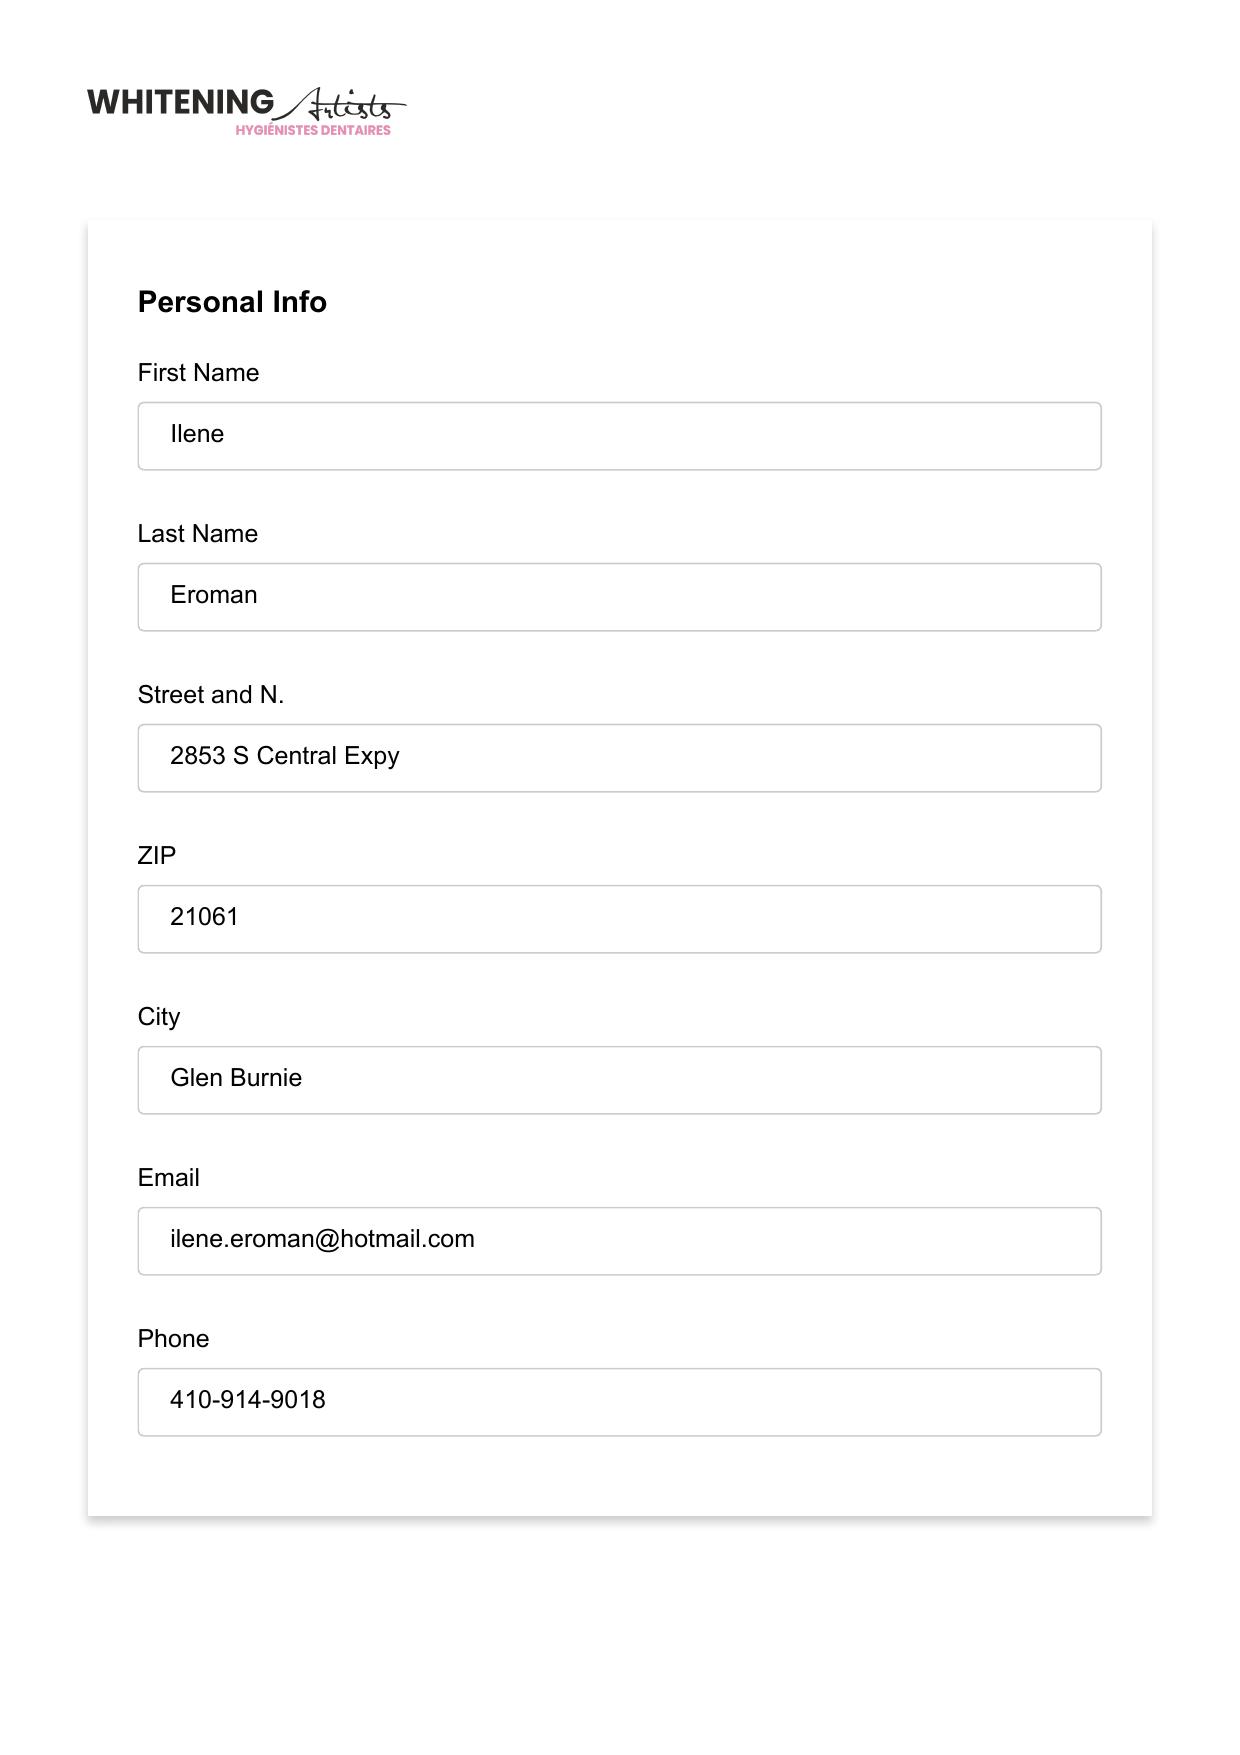 WHITENING Artists
HYGIÉNISTES DENTAIRES
Personal Info
First Name
Ilene
Last Name
Eroman
Street and N.
2853 S Central Expy
ZIP
21061
City
Glen Burnie
Email
ilene.eroman@hotmail.com
Phone
410-914-9018